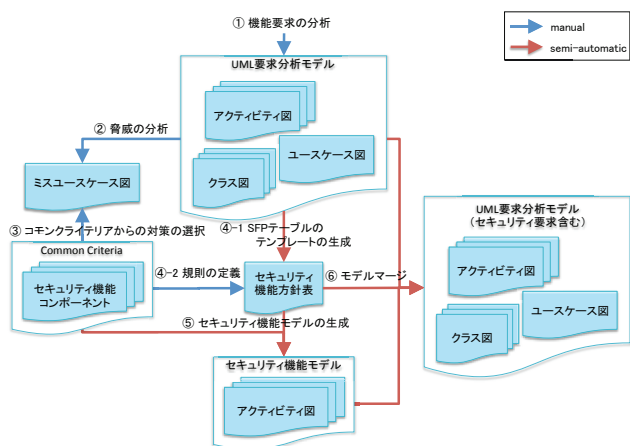 ① 機能要求の分析
manual
semi-automatic
UML要求分析モデル
アクティビティ図
② 脅威の分析
ユースケース図
クラス図
ミスユースケース図
③ コモンクライテリアからの対策の選択
④-1 SFPテーブルの
テンプレートの生成
UML要求分析モデル
（セキュリティ要求含む）
Common Criteria
④-2 規則の定義
セキュリティ
機能方針表
⑥ モデルマージ
セキュリティ機能
コンポーネント
アクティビティ図
ユースケース図
クラス図
⑤ セキュリティ機能モデルの生成
セキュリティ機能モデル
アクティビティ図